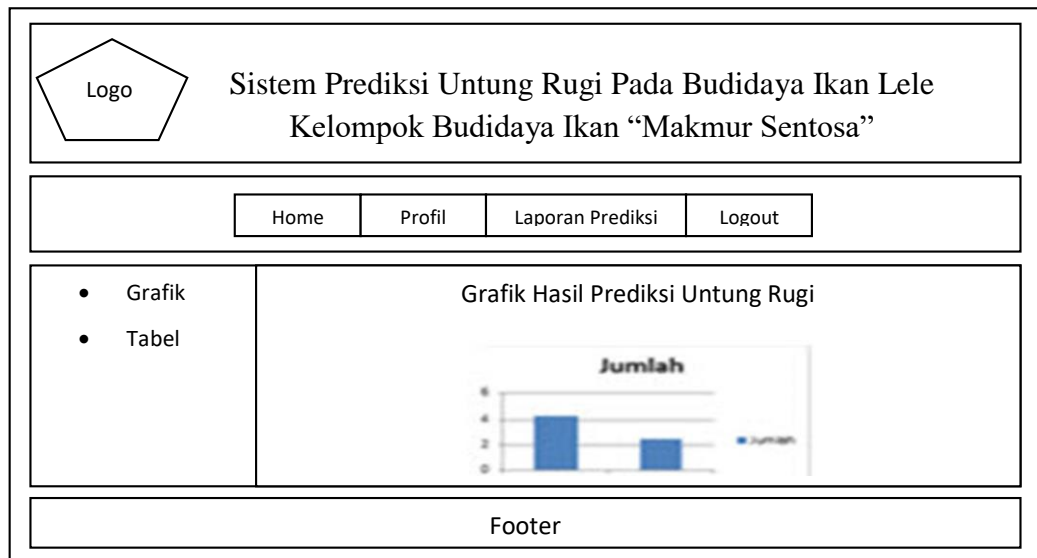 Logo
Sistem Prediksi Untung Rugi Pada Budidaya Ikan Lele
Kelompok Budidaya Ikan “Makmur Sentosa”
Home
Profil
Laporan Prediksi
Logout
• Grafik
• Tabel
Grafik Hasil Prediksi Untung Rugi
Jumlah
6
4
2
0
Jumlah
Footer